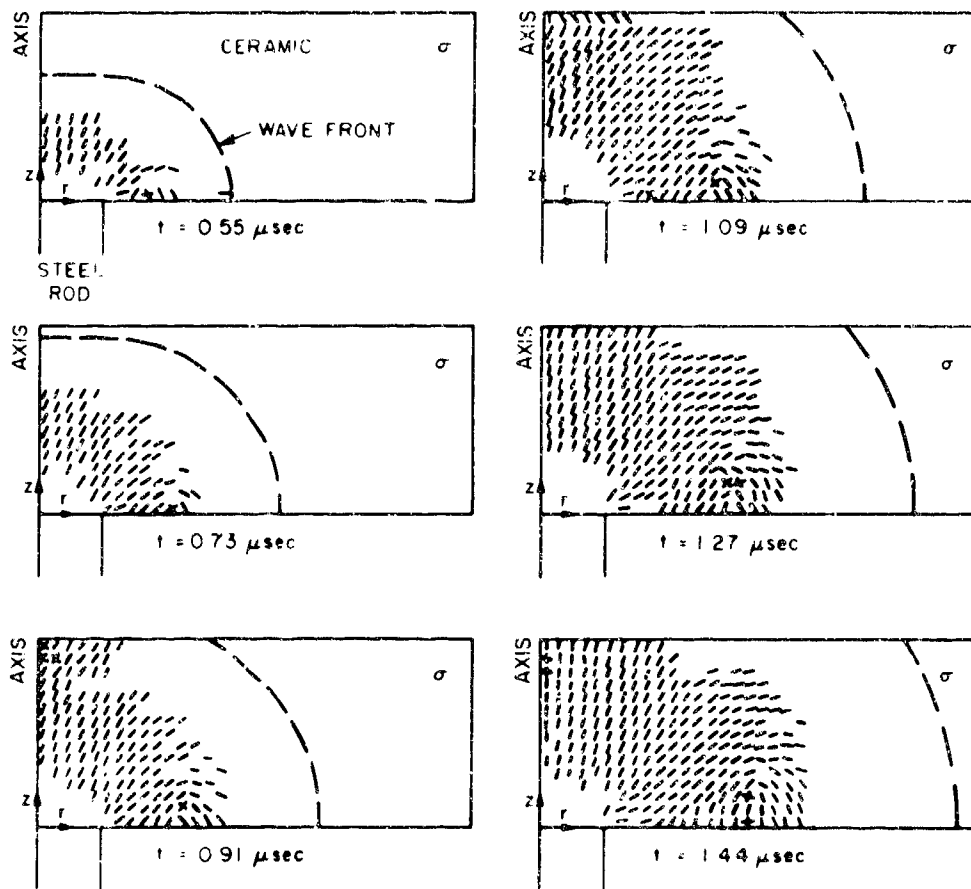 AXIS
CERAMIC
σ
WAVE FRONT
z
r
t = 0.55 μsec
STEEL
ROD
AXIS
σ
z
r
t = 0.73 μsec
AXIS
σ
z
r
t = 0.91 μsec
AXIS
σ
z
r
t = 1.09 μsec
AXIS
σ
z
r
t = 1.27 μsec
AXIS
σ
z
r
t = 1.44 μsec